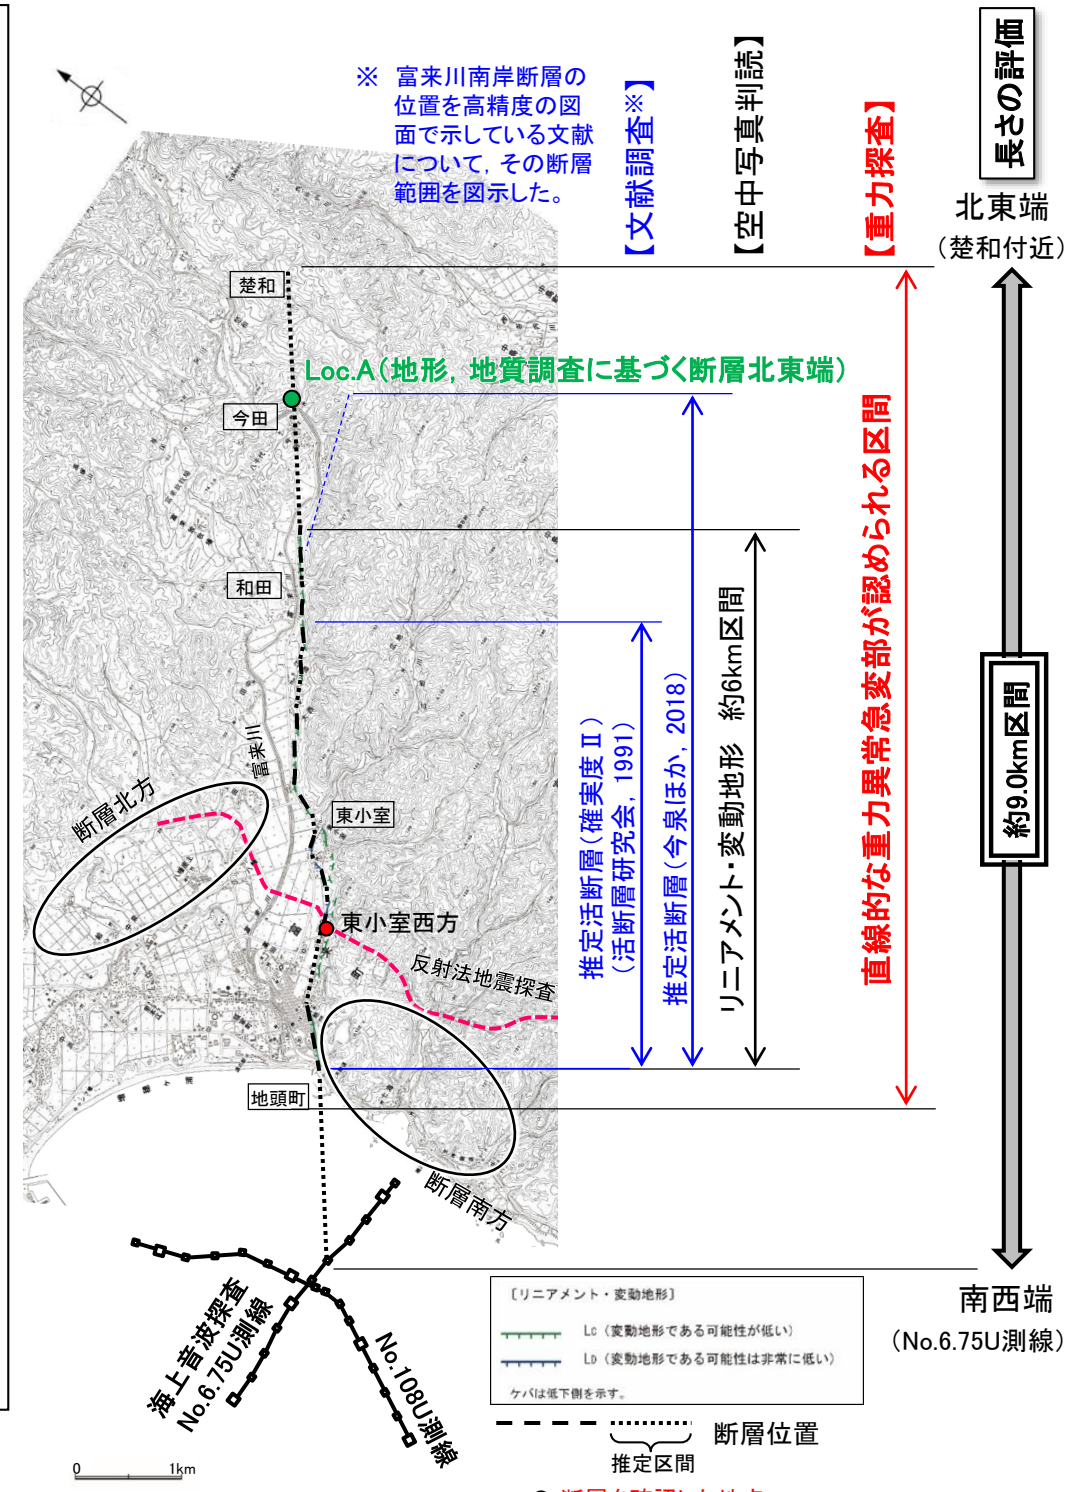 長さの評価
北東端
(楚和付近)
【文献調査※】
【空中写真判読】
【重力探査】
※ 富来川南岸断層の
位置を高精度の図
面で示している文献
について,その断層
範囲を図示した。
楚和
Loc.A(地形,地質調査に基づく断層北東端)
今田
和田
富来川
断層北方
東小室
東小室西方
反射法地震探査
富
町
地頭町
断層南方
推定活断層(確実度Ⅱ)
(活断層研究会,1991)
推定活断層(今泉ほか,2018)
リニアメント・変動地形 約6km区間
直線的な重力異常急変部が認められる区間
約9.0km区間
南西端
(No.6.75U測線)
海上音波探査
No.6.75U測線
No.108U測線
〔リニアメント・変動地形〕
LC (変動地形である可能性が低い)
LD (変動地形である可能性は非常に低い)
ケバは低下側を示す。
断層位置
推定区間
0 1km